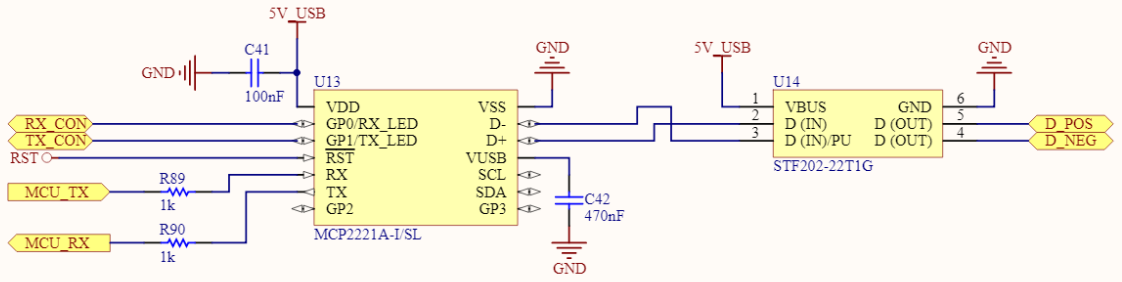 5V_USB
C41
GND
100nF
U13
VDD
VSS
RX_CON
GP0/RX_LED
D-
TX_CON
GP1/TX_LED
D+
RST
RST
VUSB
MCU_TX
R89
1k
RX
SCL
TX
SDA
GP2
GP3
MCU_RX
R90
1k
MCP2221A-I/SL
GND
C42
470nF
GND
5V_USB
U14
GND
1
VBUS
GND
6
2
D (IN)
D (OUT)
5
D_POS
3
D (IN)/PU
D (OUT)
4
D_NEG
STF202-22T1G